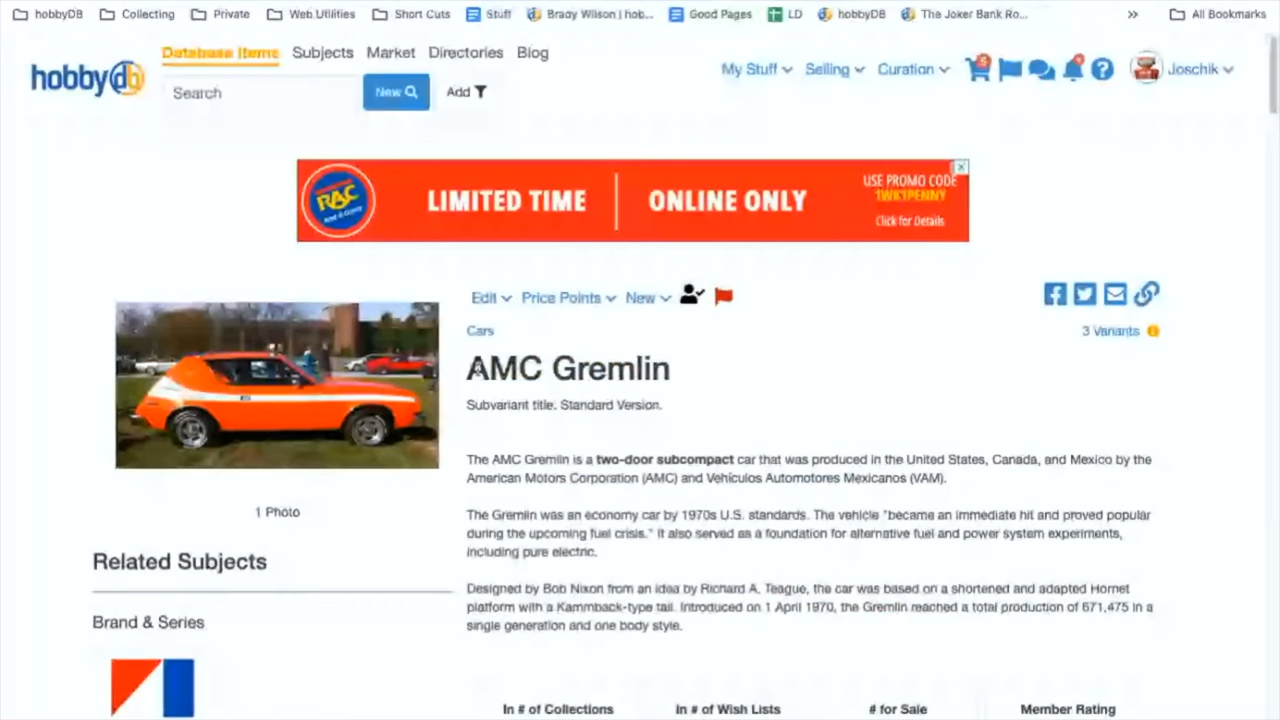 hobbyDB Collecting Private Web Utilities Short Cuts Stuff Brady Wilson | hob... Good Pages LD hobbyDB The Joker Bank Ro... » All Bookmarks
hobbydb
Database Items Subjects Market Directories Blog
Search New Add
My Stuff Selling Curation 5 ? Joschik
RAC
LIMITED TIME | ONLINE ONLY
USE PROMO CODE
1WK1PENNY
Click for Details
Edit Price Points New
Cars
3 Variants
AMC Gremlin
Subvariant title. Standard Version.
The AMC Gremlin is a two-door subcompact car that was produced in the United States, Canada, and Mexico by the
American Motors Corporation (AMC) and Vehículos Automotores Mexicanos (VAM).
The Gremlin was an economy car by 1970s U.S. standards. The vehicle "became an immediate hit and proved popular
during the upcoming fuel crisis." It also served as a foundation for alternative fuel and power system experiments,
including pure electric.
Designed by Bob Nixon from an idea by Richard A. Teague, the car was based on a shortened and adapted Hornet
platform with a Kammback-type tail. Introduced on 1 April 1970, the Gremlin reached a total production of 671,475 in a
single generation and one body style.
1 Photo
Related Subjects
Brand & Series
In # of Collections In # of Wish Lists # for Sale Member Rating